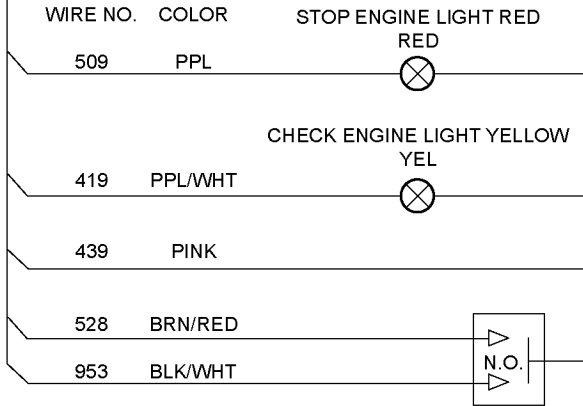 WIRE NO. COLOR STOP ENGINE LIGHT RED
RED
509 PPL
CHECK ENGINE LIGHT YELLOW
YEL
419 PPL/WHT
439 PINK
528 BRN/RED
N.O.
953 BLK/WHT